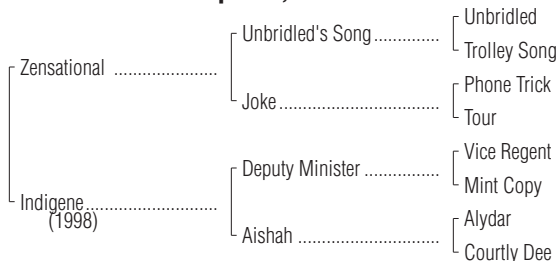 Unbridled
Unbridled's Song..............
Trolley Song
Zensational ......................
Phone Trick
Joke..................................
Tour
Vice Regent
Deputy Minister ................
Mint Copy
Indigene............................
(1998)
Alydar
Aishah ..............................
Courtly Dee